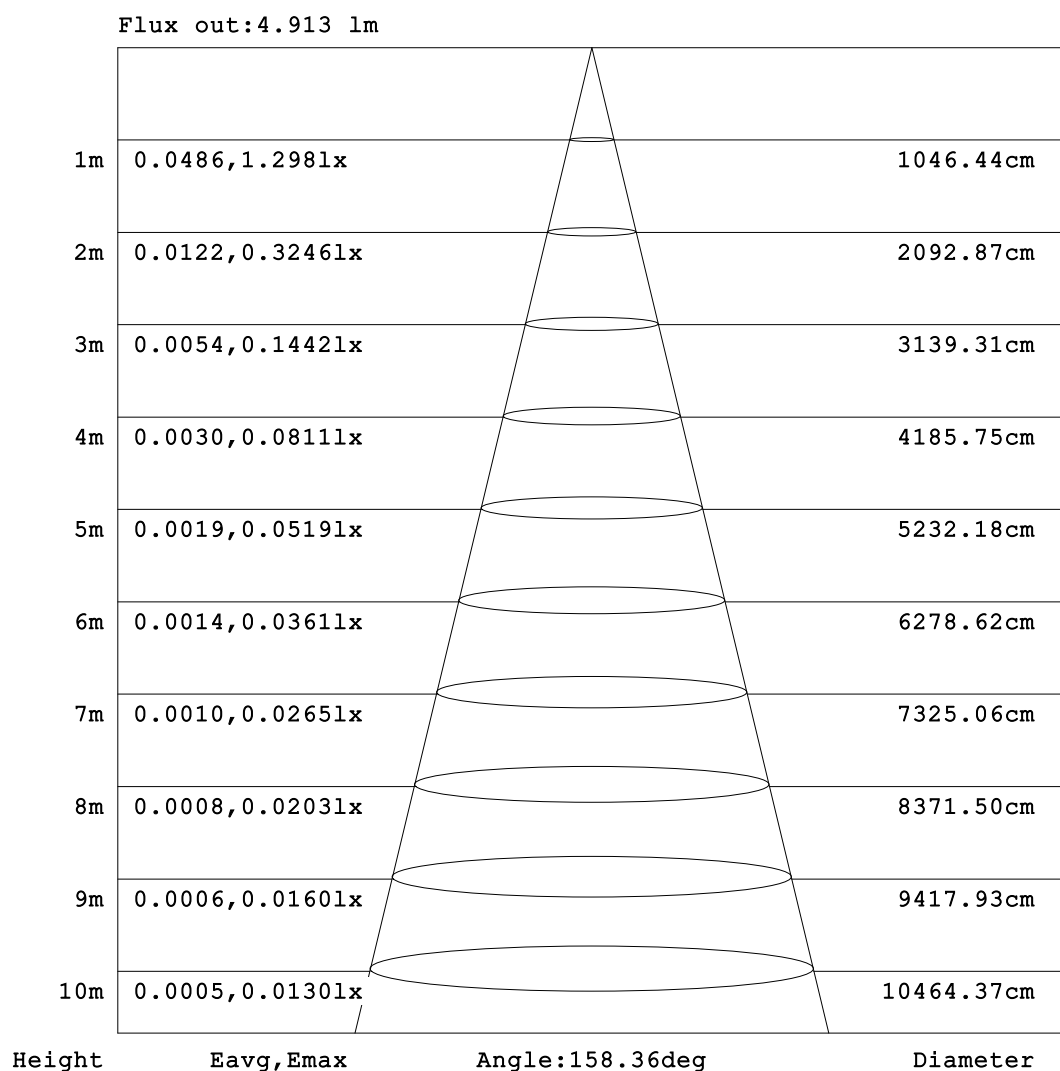 Flux out:4.913 lm
1m 0.0486,1.298lx 1046.44cm
2m 0.0122,0.3246lx 2092.87cm
3m 0.0054,0.1442lx 3139.31cm
4m 0.0030,0.0811lx 4185.75cm
5m 0.0019,0.0519lx 5232.18cm
6m 0.0014,0.0361lx 6278.62cm
7m 0.0010,0.0265lx 7325.06cm
8m 0.0008,0.0203lx 8371.50cm
9m 0.0006,0.0160lx 9417.93cm
10m 0.0005,0.0130lx 10464.37cm
Height Eavg,Emax Angle:158.36deg Diameter